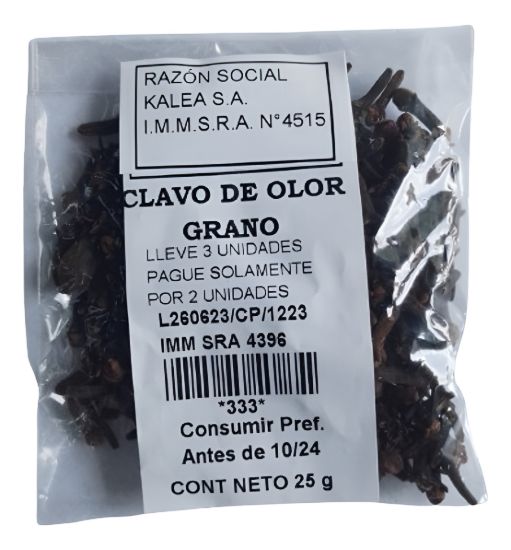 RAZÓN SOCIAL
KALEA S.A.
I.M.M.S.R.A. N°4515
CLAVO DE OLOR
GRANO
LLEVE 3 UNIDADES
PAGUE SOLAMENTE
POR 2 UNIDADES
L260623/CP/1223
IMM SRA 4396
*333*
Consumir Pref.
Antes de 10/24
CONT NETO 25 g